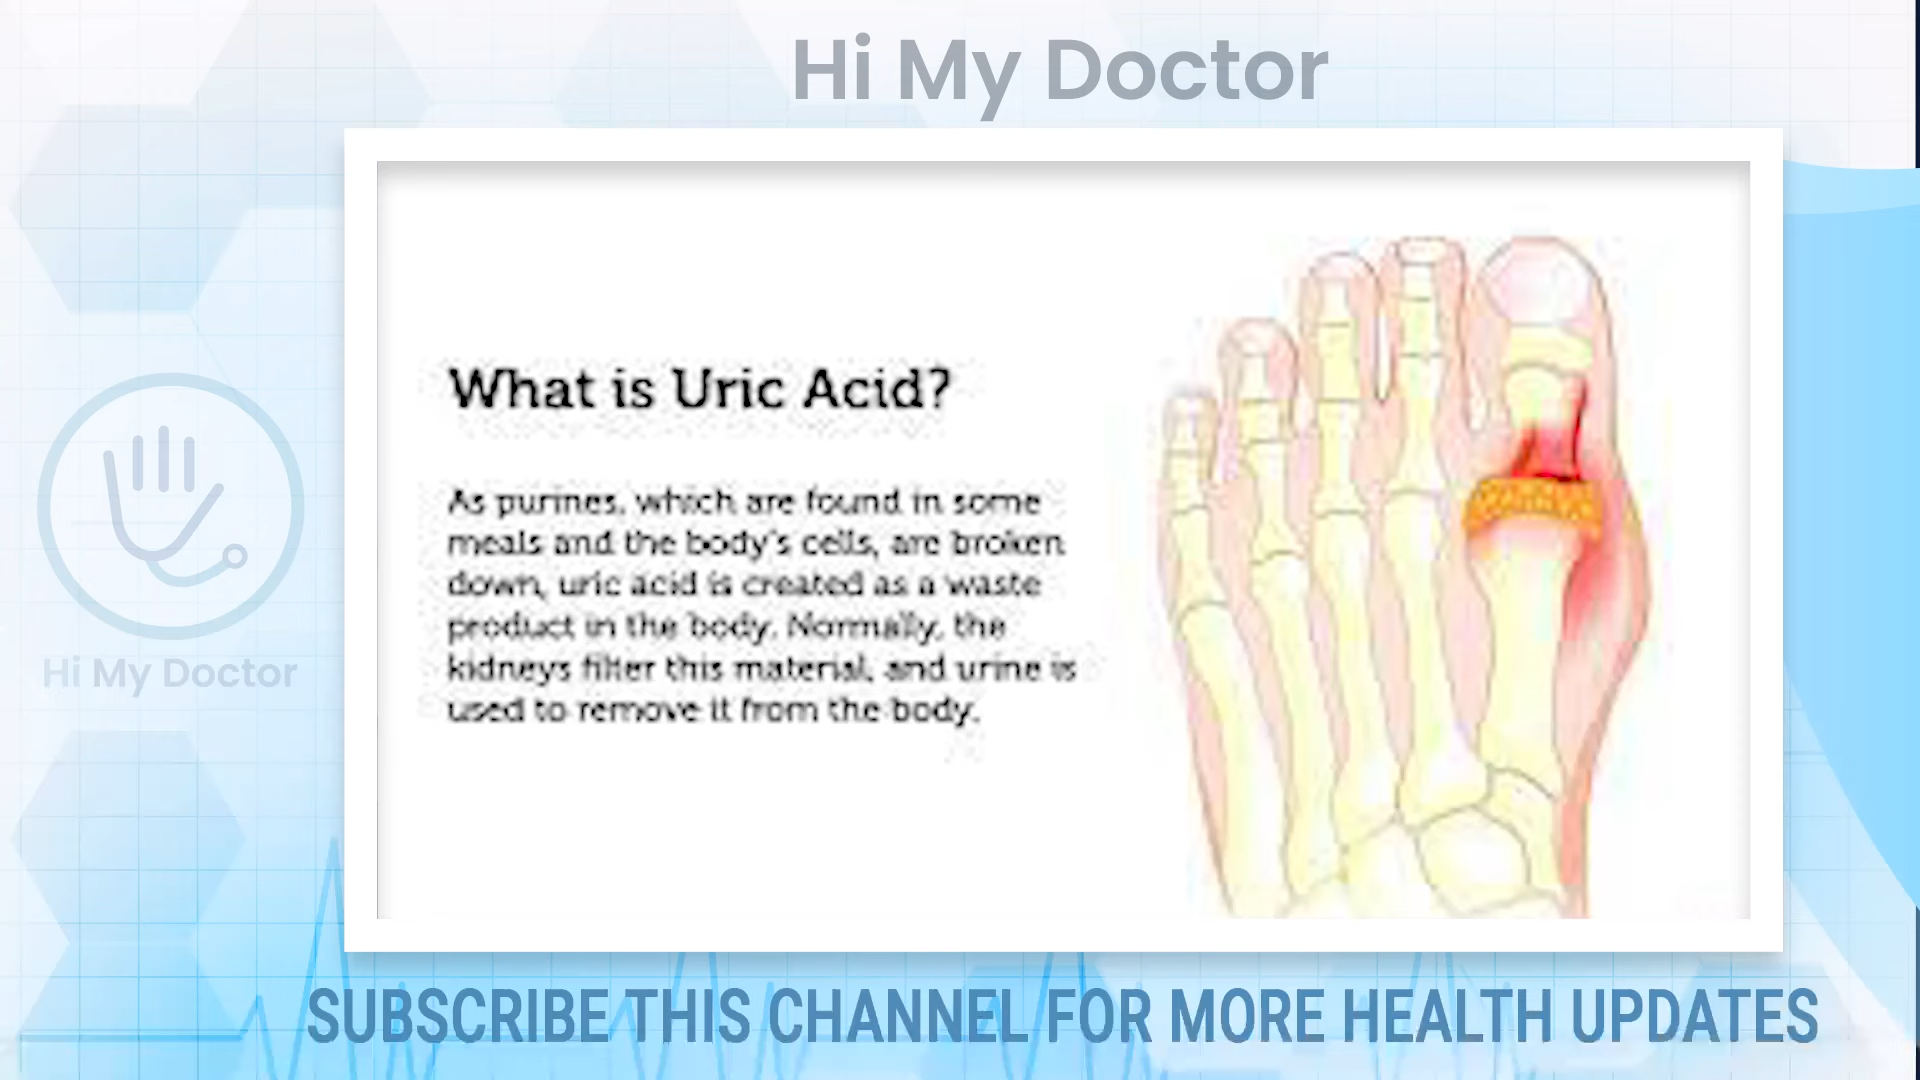 Hi My Doctor
What is Uric Acid?
As purines, which are found in some
meals and the body's cells, are broken
down, uric acid is created as a waste
product in the body. Normally, the
kidneys filter this material, and urine is
used to remove it from the body.
Hi My Doctor
SUBSCRIBE THIS CHANNEL FOR MORE HEALTH UPDATES